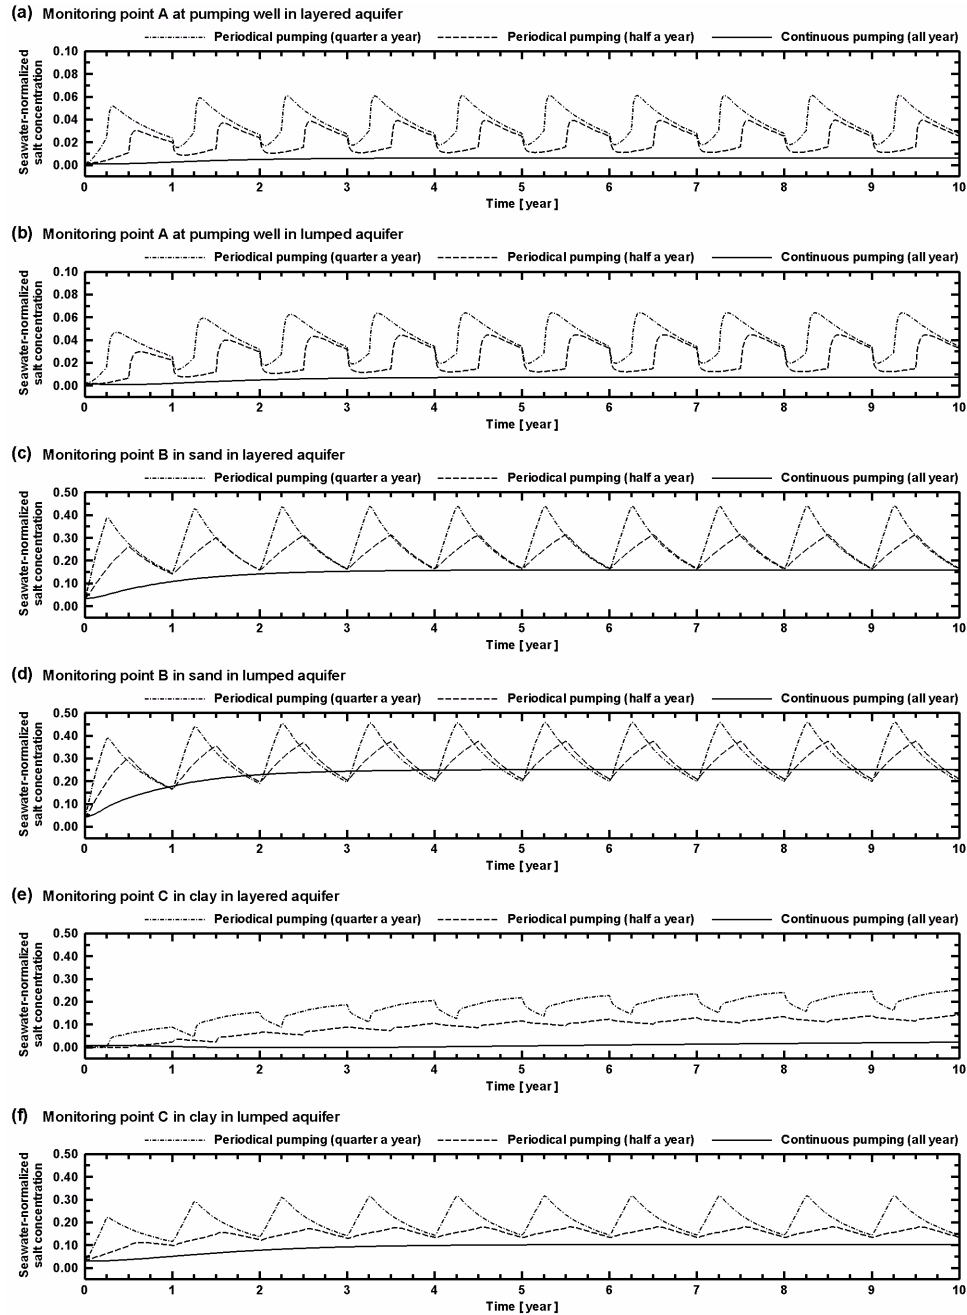 (a) Monitoring point A at pumping well in layered aquifer
Periodical pumping (quarter a year) Periodical pumping (half a year) Continuous pumping (all year)
Seawater-normalized
salt concentration
0.10
0.08
0.06
0.04
0.02
0.00
0 1 2 3 4 5 6 7 8 9 10
Time [ year ]
(b) Monitoring point A at pumping well in lumped aquifer
Periodical pumping (quarter a year) Periodical pumping (half a year) Continuous pumping (all year)
Seawater-normalized
salt concentration
0.10
0.08
0.06
0.04
0.02
0.00
0 1 2 3 4 5 6 7 8 9 10
Time [ year ]
(c) Monitoring point B in sand in layered aquifer
Periodical pumping (quarter a year) Periodical pumping (half a year) Continuous pumping (all year)
Seawater-normalized
salt concentration
0.50
0.40
0.30
0.20
0.10
0.00
0 1 2 3 4 5 6 7 8 9 10
Time [ year ]
(d) Monitoring point B in sand in lumped aquifer
Periodical pumping (quarter a year) Periodical pumping (half a year) Continuous pumping (all year)
Seawater-normalized
salt concentration
0.50
0.40
0.30
0.20
0.10
0.00
0 1 2 3 4 5 6 7 8 9 10
Time [ year ]
(e) Monitoring point C in clay in layered aquifer
Periodical pumping (quarter a year) Periodical pumping (half a year) Continuous pumping (all year)
Seawater-normalized
salt concentration
0.50
0.40
0.30
0.20
0.10
0.00
0 1 2 3 4 5 6 7 8 9 10
Time [ year ]
(f) Monitoring point C in clay in lumped aquifer
Periodical pumping (quarter a year) Periodical pumping (half a year) Continuous pumping (all year)
Seawater-normalized
salt concentration
0.50
0.40
0.30
0.20
0.10
0.00
0 1 2 3 4 5 6 7 8 9 10
Time [ year ]